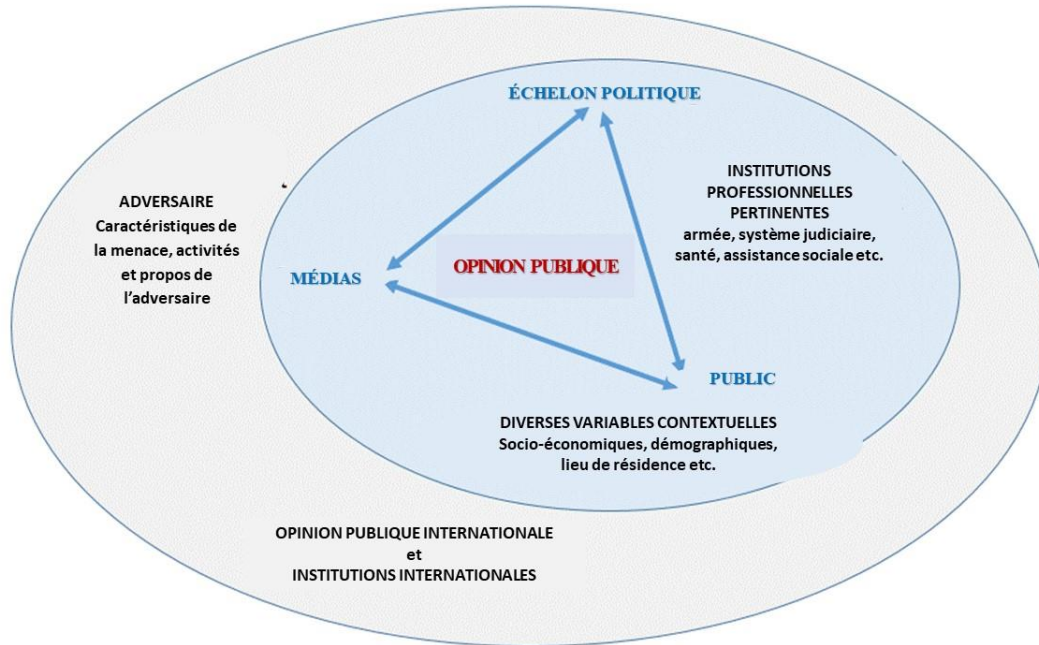 ÉCHELON POLITIQUE
INSTITUTIONS
PROFESSIONNELLES
PERTINENTES
armée, système judiciaire,
santé, assistance sociale etc.
ADVERSAIRE
Caractéristiques de
la menace, activités
et propos de
l’adversaire
MÉDIAS
OPINION PUBLIQUE
PUBLIC
DIVERSES VARIABLES CONTEXTUELLES
Socio-économiques, démographiques,
lieu de résidence etc.
OPINION PUBLIQUE INTERNATIONALE
et
INSTITUTIONS INTERNATIONALES